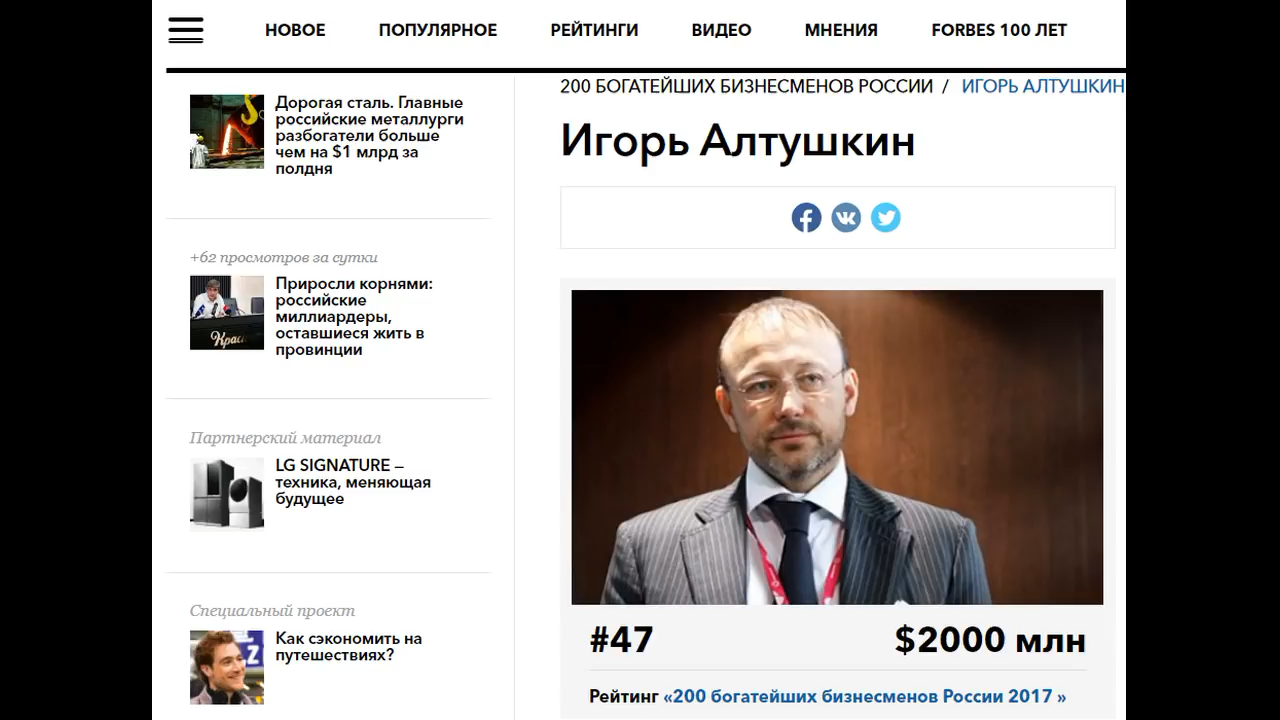 НОВОЕ ПОПУЛЯРНОЕ РЕЙТИНГИ ВИДЕО МНЕНИЯ FORBES 100 ЛЕТ
Дорогая сталь. Главные
российские металлурги
разбогатели больше
чем на $1 млрд за
полдня
+62 просмотров за сутки
Приросли корнями:
российские
миллиардеры,
оставшиеся жить в
провинции
Партнерский материал
LG SIGNATURE –
техника, меняющая
будущее
Специальный проект
Как сэкономить на
путешествиях?
200 БОГАТЕЙШИХ БИЗНЕСМЕНОВ РОССИИ / ИГОРЬ АЛТУШКИН
Игорь Алтушкин
#47 $2000 млн
Рейтинг «200 богатейших бизнесменов России 2017 »